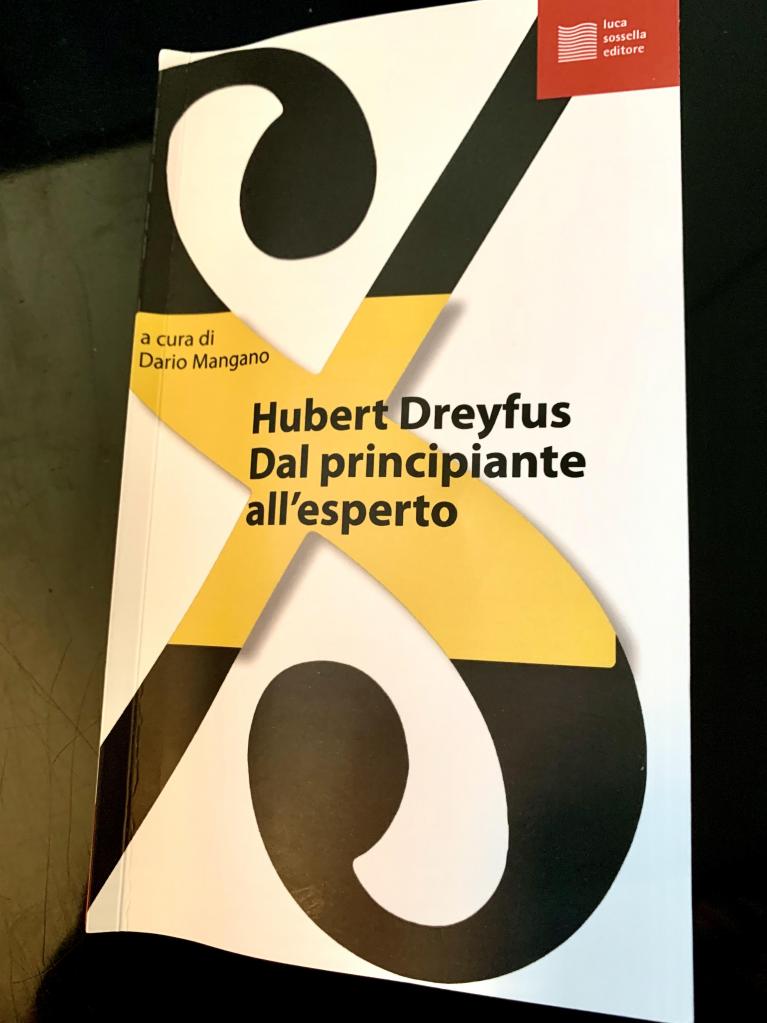 luca
sossella
editore
a cura di
Dario Mangano
Hubert Dreyfus
Dal principiante
all'esperto